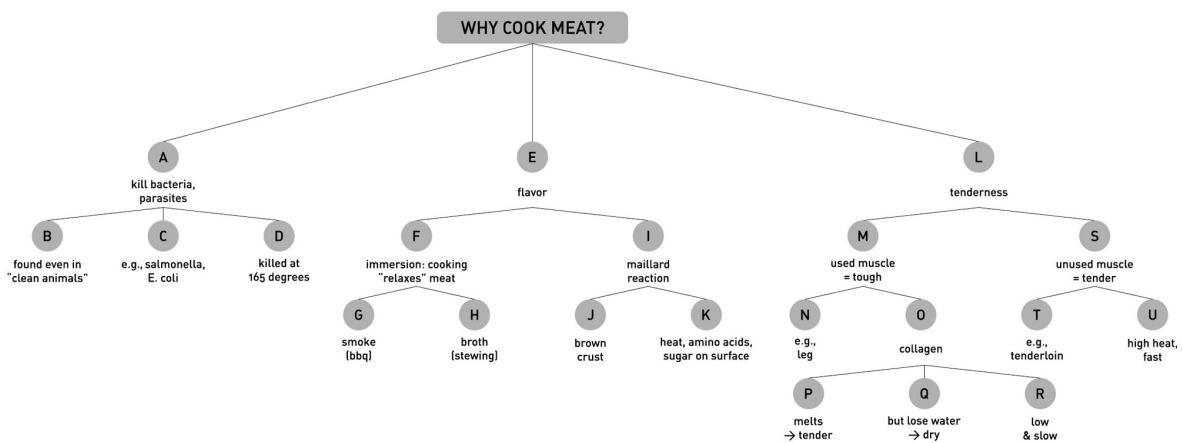 WHY COOK MEAT?
A
kill bacteria,
parasites
B
found even in
"clean animals"
C
e.g., salmonella,
E. coli
D
killed at
165 degrees
E
flavor
F
immersion: cooking
"relaxes" meat
G
smoke
(bbq)
H
broth
(stewing)
I
maillard
reaction
J
brown
crust
K
heat, amino acids,
sugar on surface
L
tenderness
M
used muscle
= tough
N
e.g.,
leg
O
collagen
P
melts
→ tender
Q
but lose water
→ dry
R
low
& slow
S
unused muscle
= tender
T
e.g.,
tenderloin
U
high heat,
fast